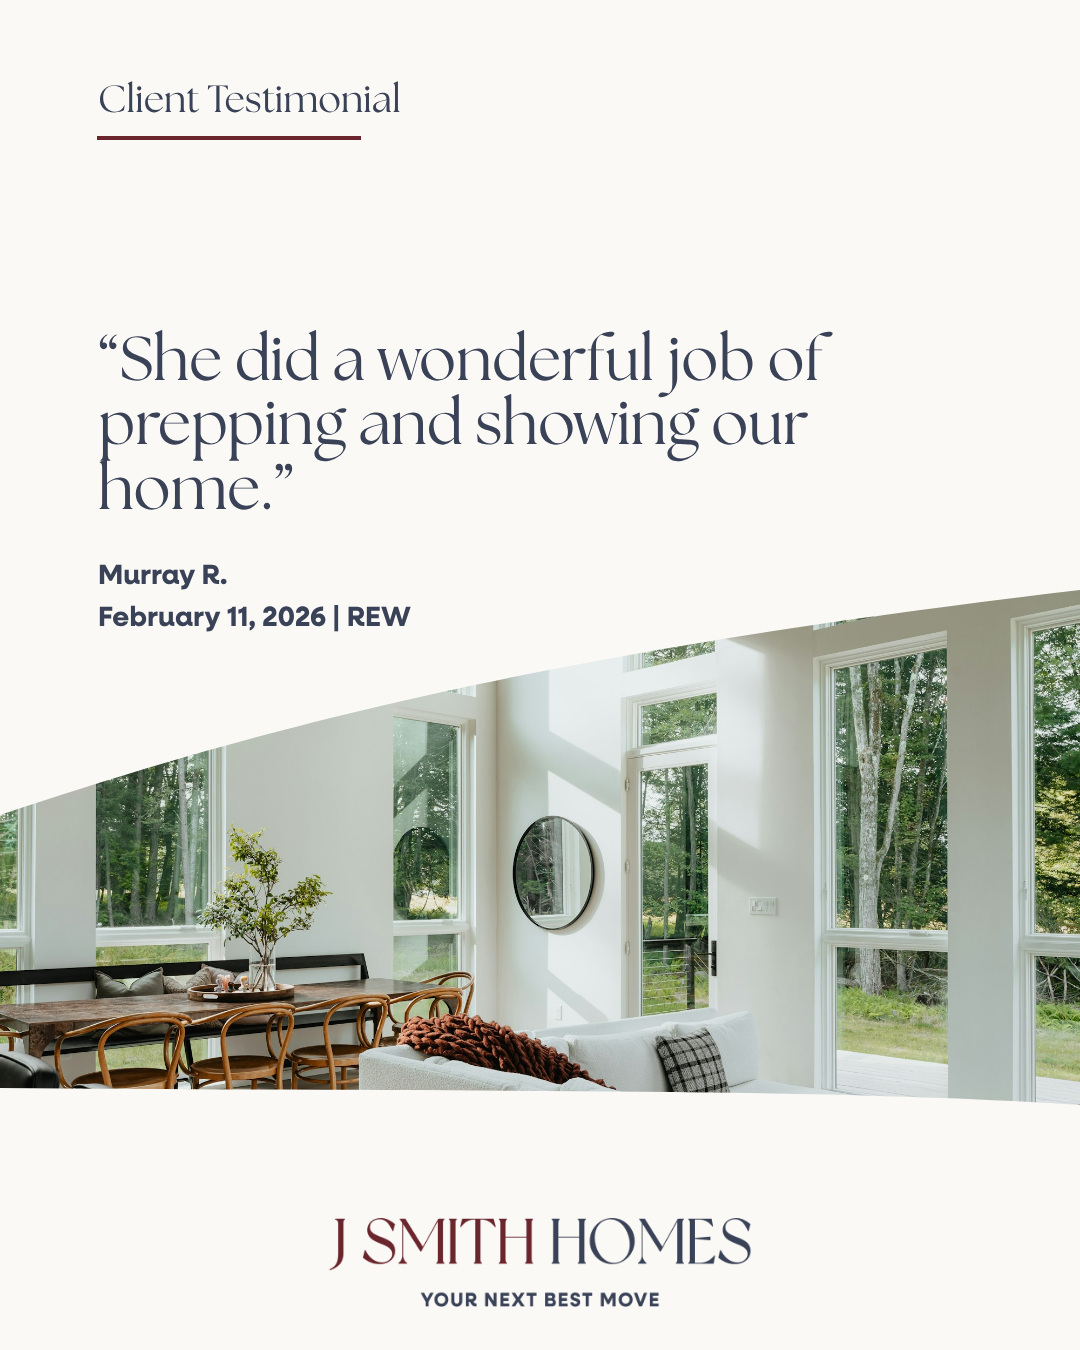 Client Testimonial
“She did a wonderful job of
prepping and showing our
home.”
Murray R.
February 11, 2026 | REW
J SMITH HOMES
YOUR NEXT BEST MOVE